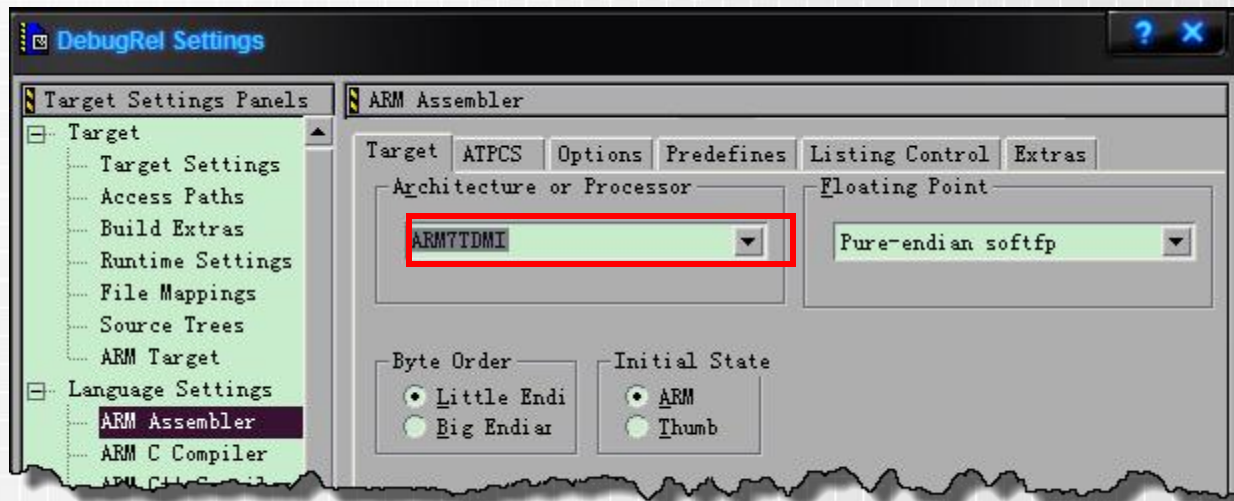 DebugRel Settings
Target Settings Panels
Target
Target Settings
Access Paths
Build Extras
Runtime Settings
File Mappings
Source Trees
ARM Target
Language Settings
ARM Assembler
ARM C Compiler
ARM Assembler
Target ATPCS Options Predefines Listing Control Extras
Architecture or Processor
ARM7TDMI
Floating Point
Pure-endian softfp
Byte Order
Little Endi
Big Endiar
Initial State
ARM
Thumb